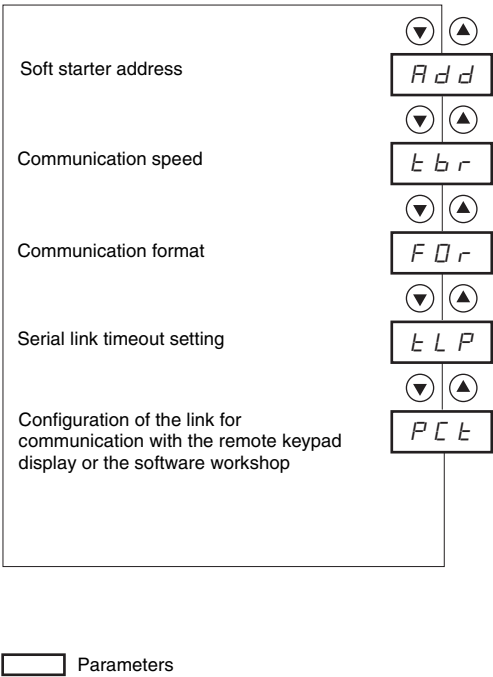 Soft starter address
Add
Communication speed
tbr
Communication format
FOr
Serial link timeout setting
tLP
Configuration of the link for
communication with the remote keypad
display or the software workshop
PCt
Parameters